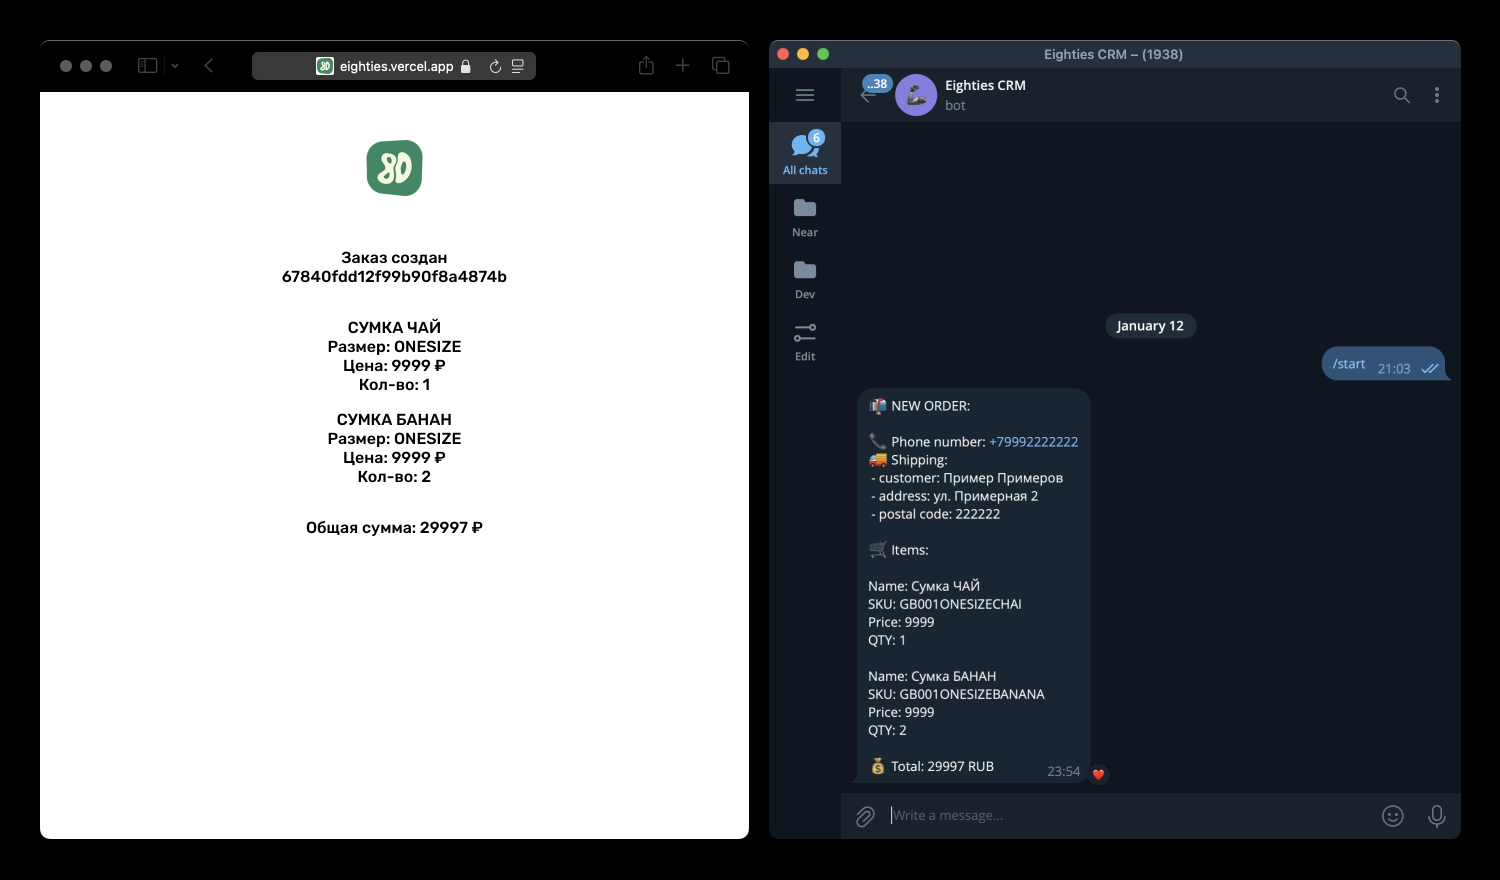 eighties.vercel.app
80
Заказ создан
67840fdd12f99b90f8a4874b
СУМКА ЧАЙ
Размер: ONESIZE
Цена: 9999 ₽
Кол-во: 1
СУМКА БАНАН
Размер: ONESIZE
Цена: 9999 ₽
Кол-во: 2
Общая сумма: 29997 ₽
Eighties CRM – (1938)
..38
Eighties CRM
bot
6
All chats
Near
Dev
Edit
January 12
/start 21:03
NEW ORDER:
Phone number: +79992222222
Shipping:
- customer: Пример Примеров
- address: ул. Примерная 2
- postal code: 222222
Items:
Name: Сумка ЧАЙ
SKU: GB001ONESIZECHAI
Price: 9999
QTY: 1
Name: Сумка БАНАН
SKU: GB001ONESIZEBANANA
Price: 9999
QTY: 2
Total: 29997 RUB 23:54
Write a message...